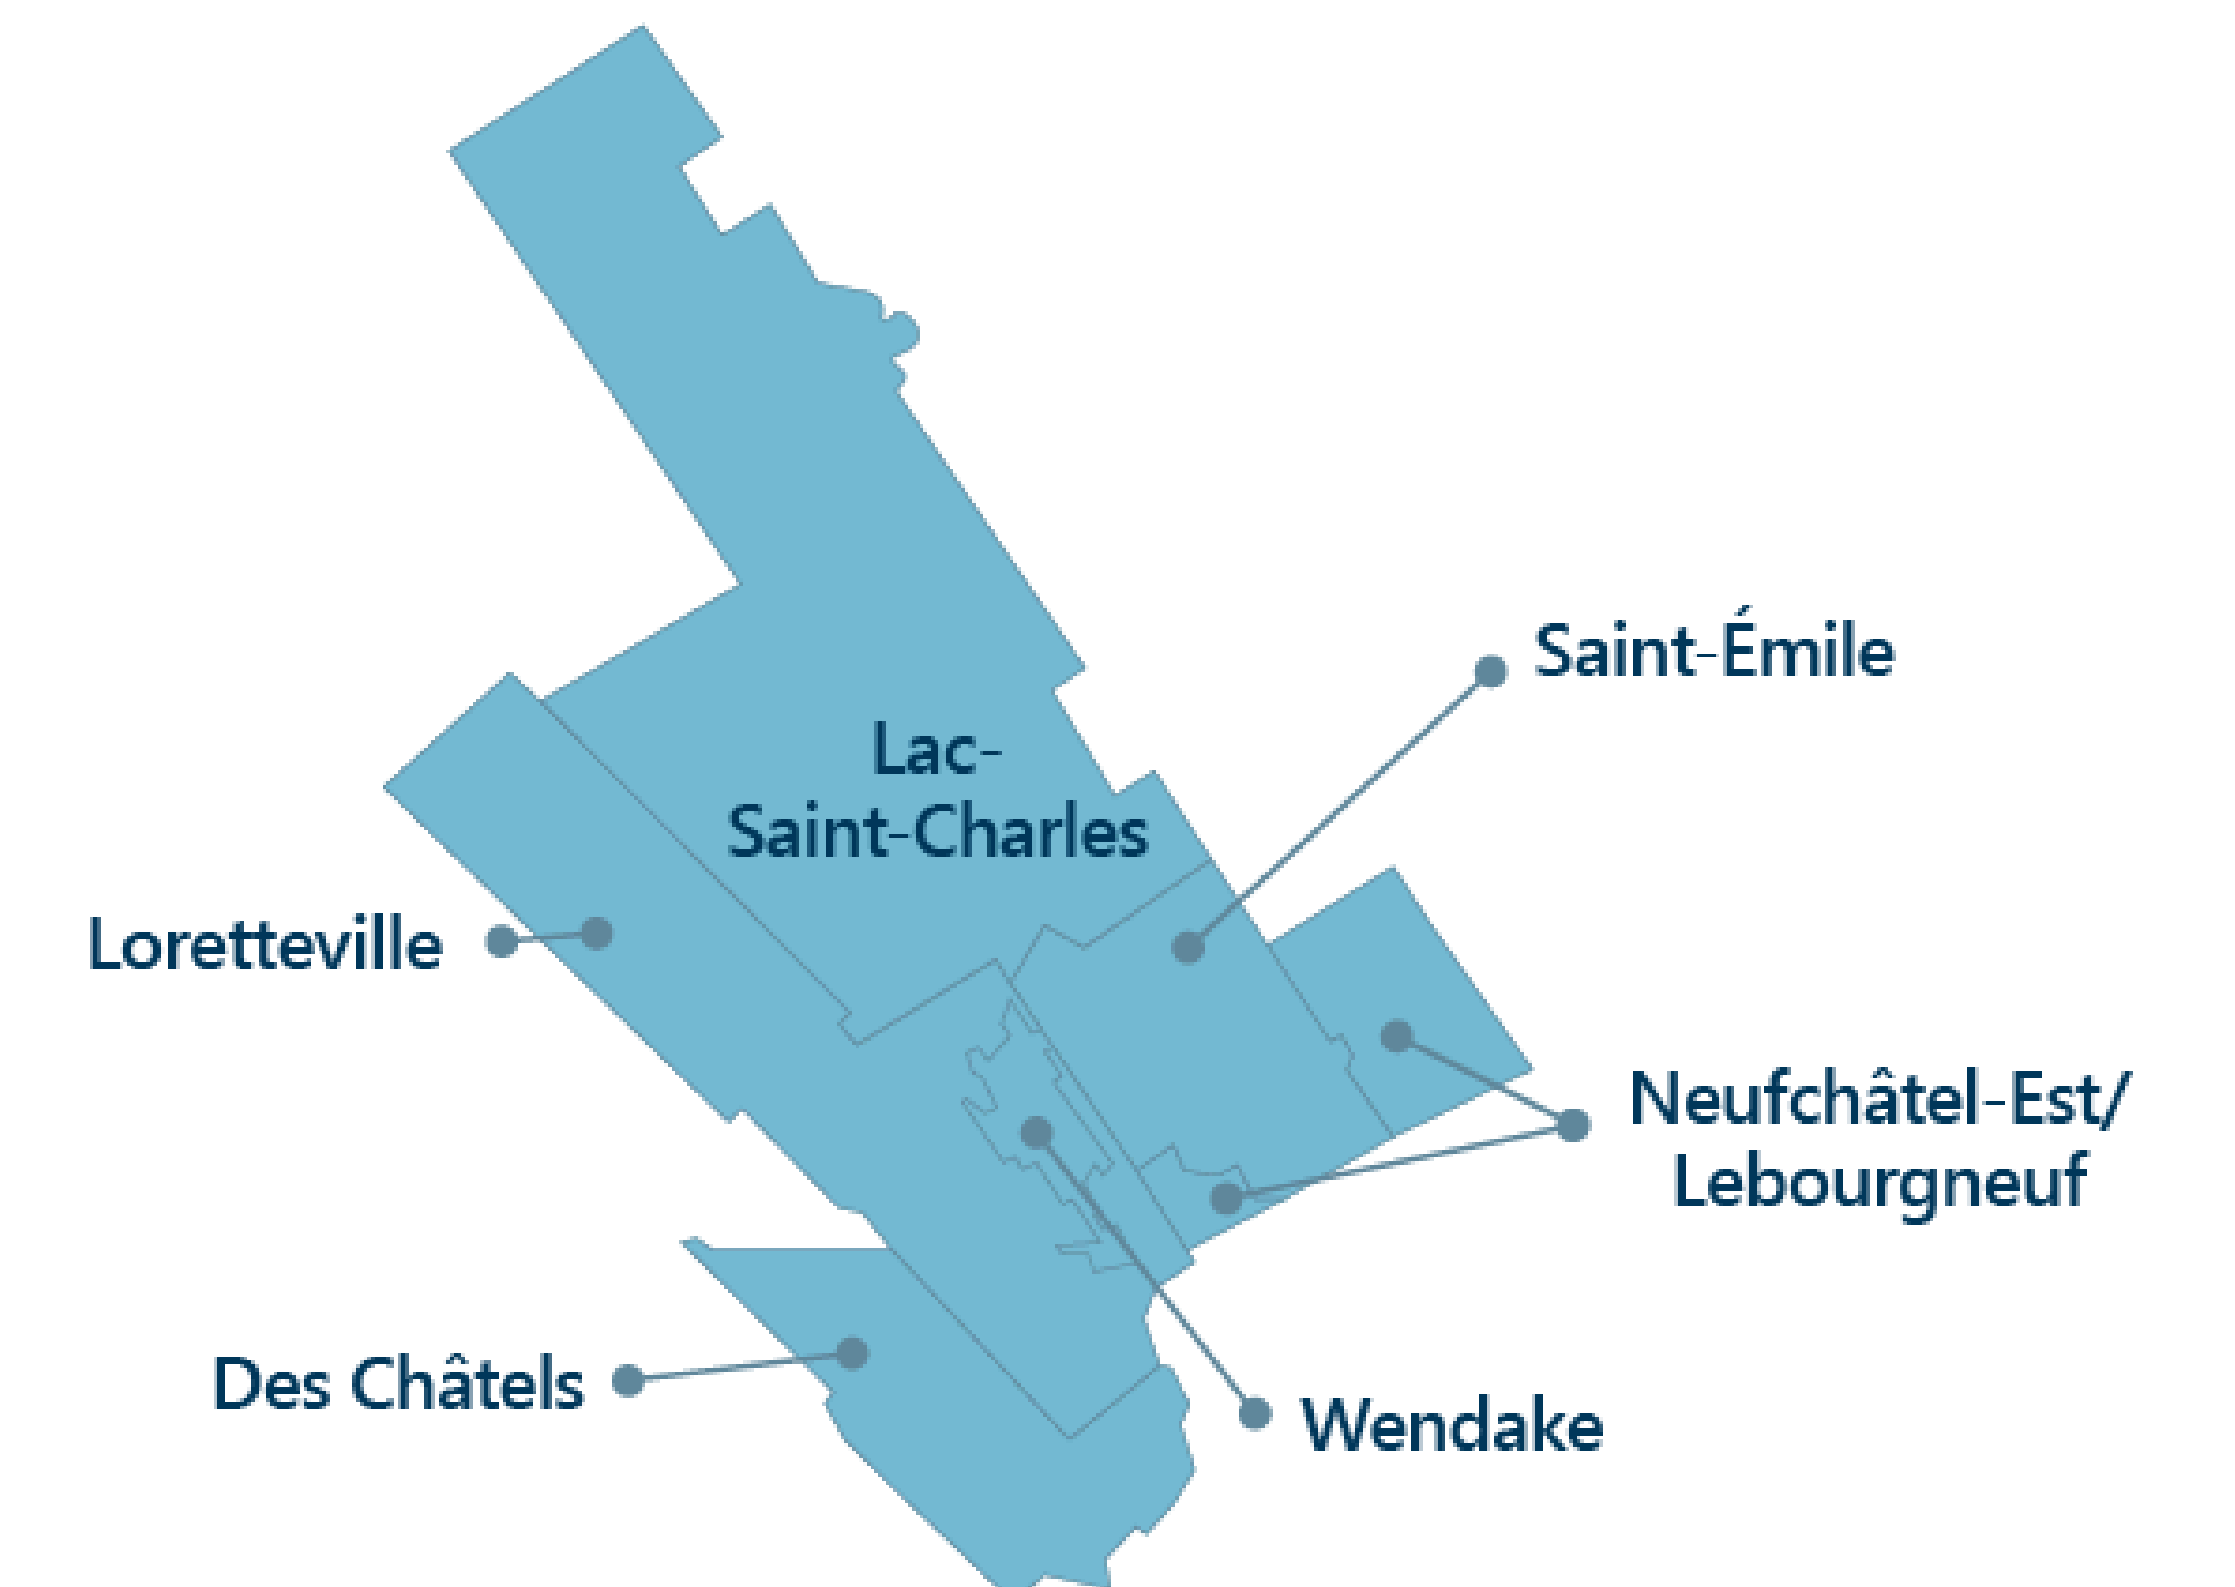 Saint-Émile
Lac-
Saint-Charles
Loretteville
Neufchâtel-Est/
Lebourgneuf
Des Châtels
Wendake